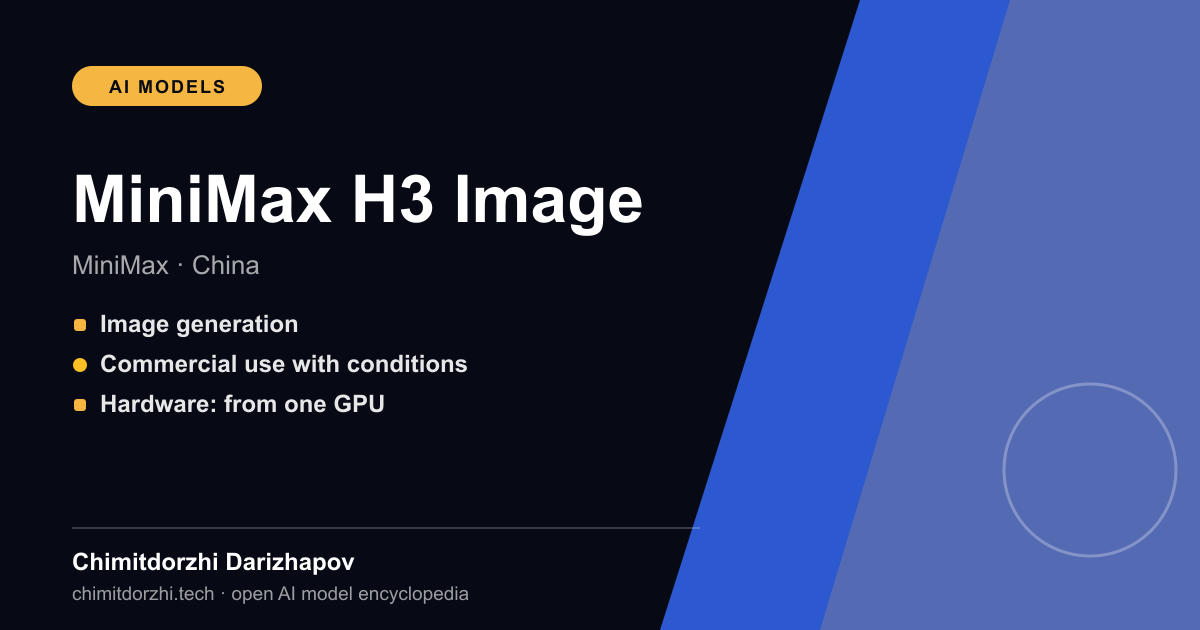 AI MODELS
MiniMax H3 Image
MiniMax · China
Image generation
Commercial use with conditions
Hardware: from one GPU
Chimitdorzhi Darizhapov
chimitdorzhi.tech · open AI model encyclopedia